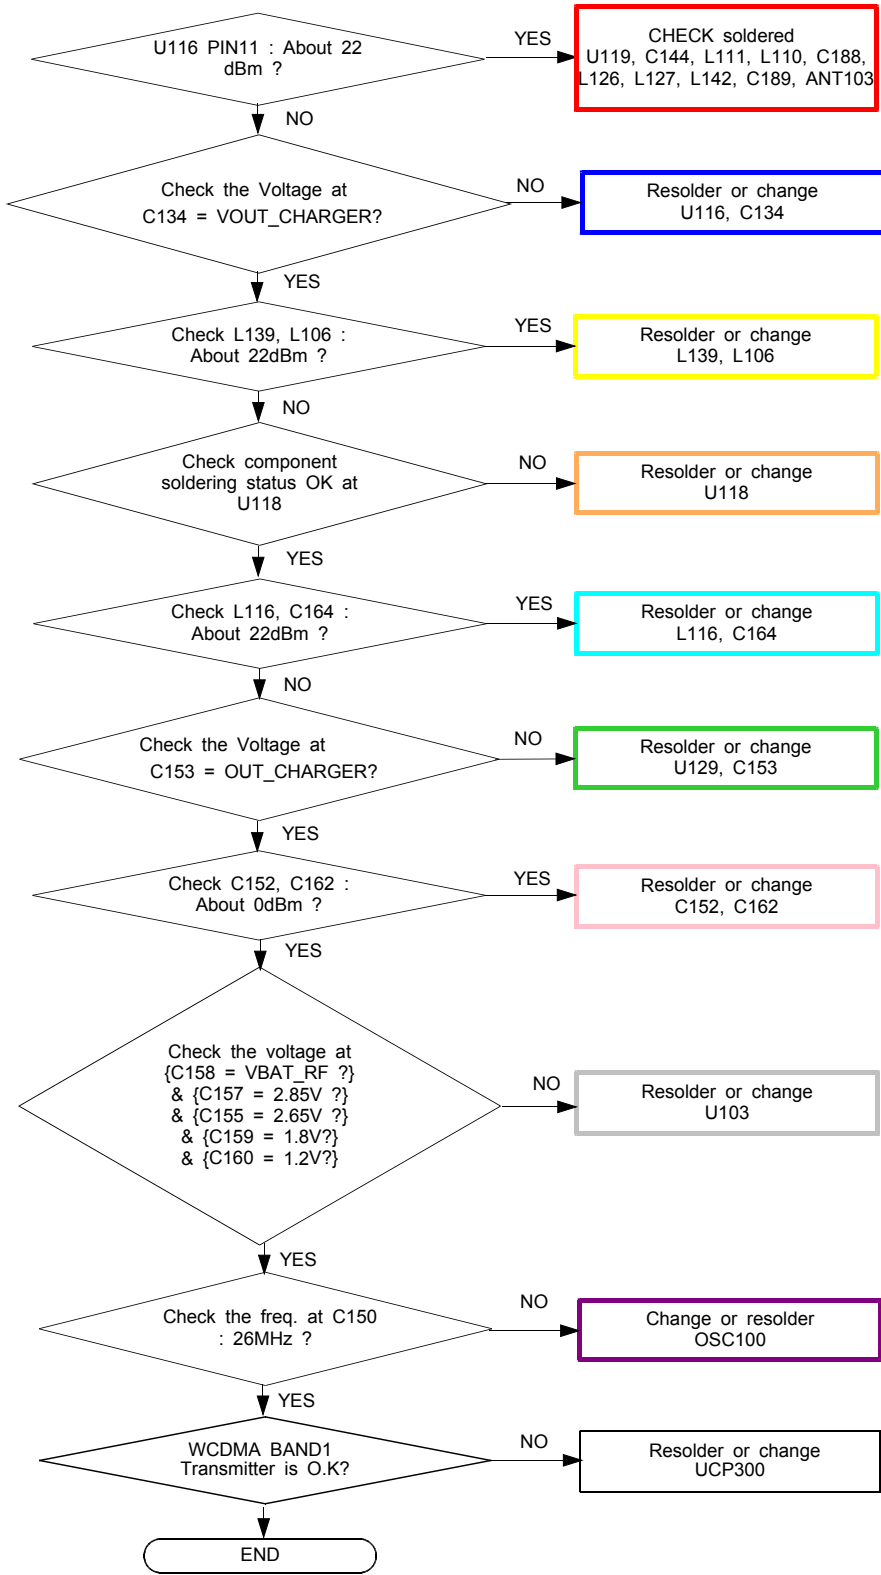 U116 PIN11 : About 22
dBm ?
YES
CHECK soldered
U119, C144, L111, L110, C188,
L126, L127, L142, C189, ANT103
NO
Check the Voltage at
C134 = VOUT_CHARGER?
NO
Resolder or change
U116, C134
YES
Check L139, L106 :
About 22dBm ?
YES
Resolder or change
L139, L106
NO
Check component
soldering status OK at
U118
NO
Resolder or change
U118
YES
Check L116, C164 :
About 22dBm ?
YES
Resolder or change
L116, C164
NO
Check the Voltage at
C153 = OUT_CHARGER?
NO
Resolder or change
U129, C153
YES
Check C152, C162 :
About 0dBm ?
YES
Resolder or change
C152, C162
YES
Check the voltage at
{C158 = VBAT_RF ?}
& {C157 = 2.85V ?}
& {C155 = 2.65V ?}
& {C159 = 1.8V?}
& {C160 = 1.2V?}
NO
Resolder or change
U103
YES
Check the freq. at C150
: 26MHz ?
NO
Change or resolder
OSC100
YES
WCDMA BAND1
Transmitter is O.K?
NO
Resolder or change
UCP300
END